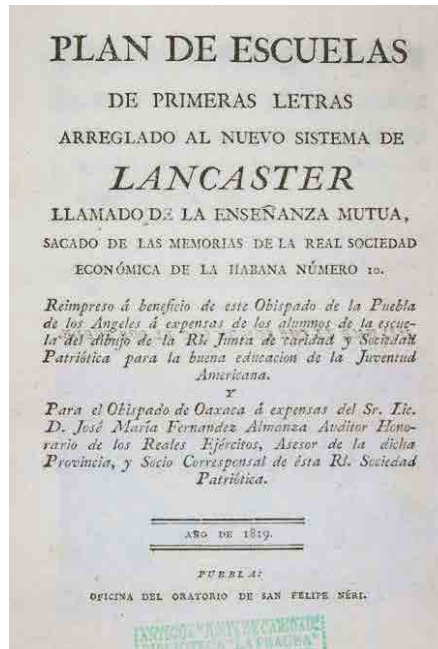 PLAN DE ESCUELAS
DE PRIMERAS LETRAS
ARREGLADO AL NUEVO SISTEMA DE
LANCASTER
LLAMADO DE LA ENSEÑANZA MUTUA,
SACADO DE LAS MEMORIAS DE LA REAL SOCIEDAD
ECONÓMICA DE LA HABANA NÚMERO 10.
Reimpreso á beneficio de este Obispado de la Puebla
de los Angeles á expensas de los alumnos de la escue-
la del dibujo de la Rl. Junta de caridad y Sociedad
Patriótica para la buena educacion de la Juventud
Americana.
Y
Para el Obispado de Oaxaca á expensas del Sr. Lic.
D. José María Fernandez Almanza Auditor Hono-
rario de los Reales Ejércitos, Asesor de la dicha
Provincia, y Socio Corresponsal de ésta Rl. Sociedad
Patriótica.
AÑO DE 1819.
PUEBLA:
OFICINA DEL ORATORIO DE SAN FELIPE NÉRI.